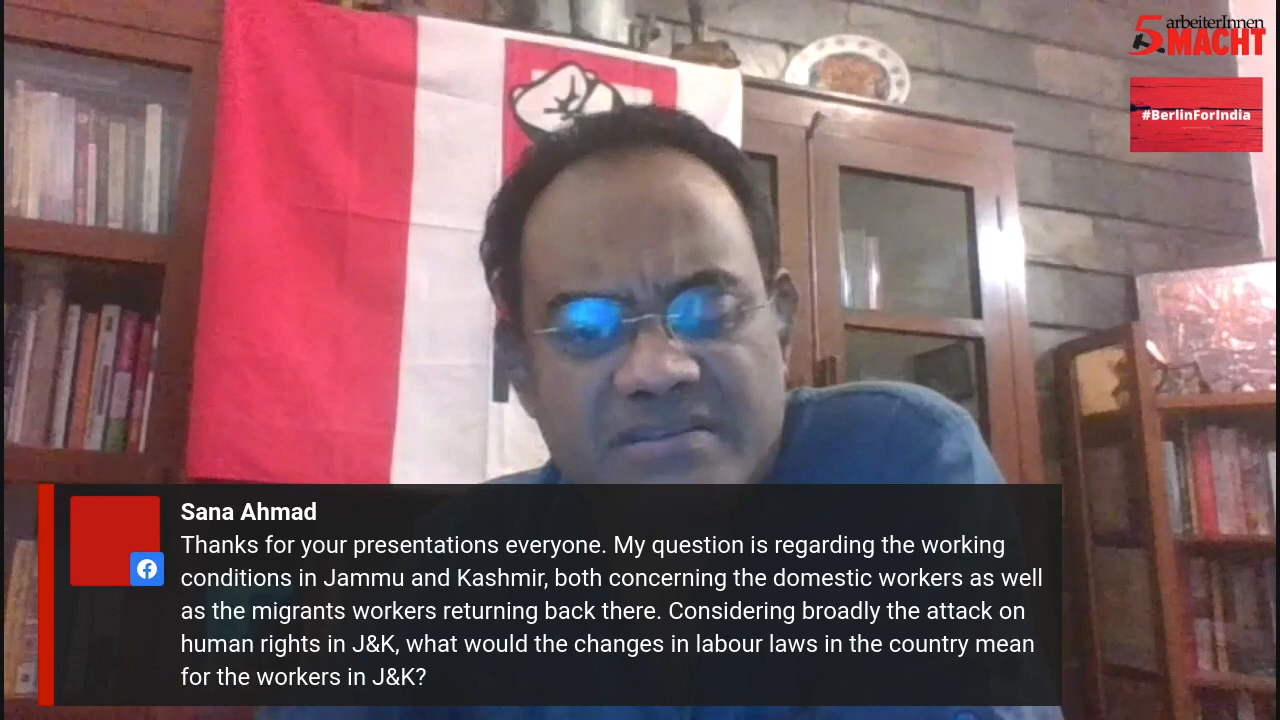 5 arbeiterInnen
MACHT
#BerlinForIndia
Sana Ahmad
Thanks for your presentations everyone. My question is regarding the working
conditions in Jammu and Kashmir, both concerning the domestic workers as well
as the migrants workers returning back there. Considering broadly the attack on
human rights in J&K, what would the changes in labour laws in the country mean
for the workers in J&K?